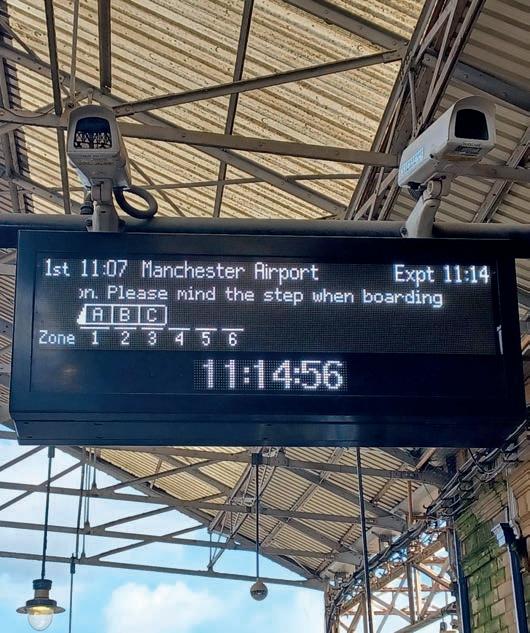 1st 11:07 Manchester Airport Expt 11:14
on. Please mind the step when boarding
A B C
Zone 1 2 3 4 5 6
11:14:56